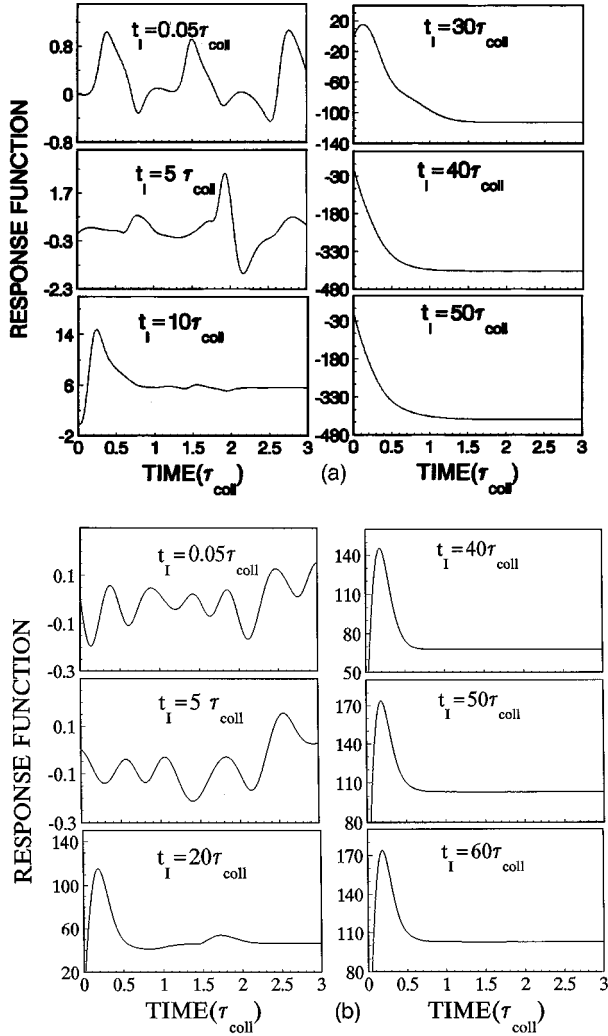 RESPONSE FUNCTION
t_I=0.05τ_coll
0.8
0
-0.8
t_I=5 τ_coll
1.7
-0.3
-2.3
t_I=10τ_coll
14
6
-2
0 0.5 1 1.5 2 2.5 3
TIME(τ_coll)
t_I=30τ_coll
20
-30
-70
-100
-140
t_I=40τ_coll
-30
-180
-330
-480
t_I=50τ_coll
-30
-180
-330
-480
0 0.5 1 1.5 2 2.5 3
TIME(τ_coll)
(a)
RESPONSE FUNCTION
t_I=0.05τ_coll
0.1
-0.1
-0.3
t_I=5 τ_coll
0.1
-0.1
-0.3
t_I=20τ_coll
140
100
60
20
0 0.5 1 1.5 2 2.5 3
TIME(τ_coll)
t_I=40τ_coll
140
110
80
50
t_I=50τ_coll
170
140
110
80
t_I=60τ_coll
170
140
110
80
0 0.5 1 1.5 2 2.5 3
TIME(τ_coll)
(b)